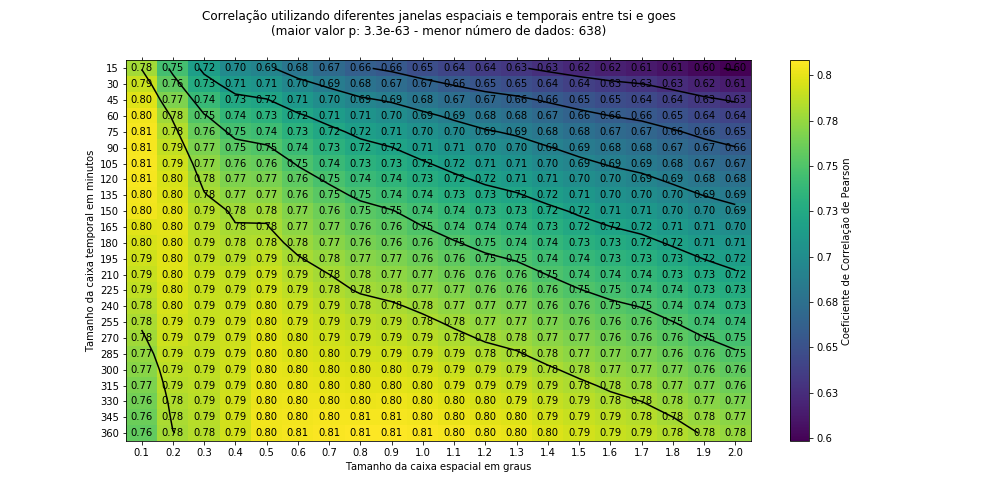 Correlação utilizando diferentes janelas espaciais e temporais entre tsi e goes
(maior valor p: 3.3e-63 - menor número de dados: 638)
Tamanho da caixa temporal em minutos
15 0.78 0.75 0.72 0.70 0.69 0.68 0.67 0.66 0.66 0.65 0.64 0.64 0.63 0.63 0.62 0.62 0.61 0.61 0.60
30 0.79 0.76 0.73 0.71 0.71 0.70 0.69 0.68 0.67 0.67 0.66 0.65 0.65 0.64 0.64 0.63 0.63 0.63 0.62 0.61
45 0.80 0.77 0.74 0.73 0.72 0.71 0.70 0.69 0.69 0.68 0.67 0.67 0.66 0.66 0.65 0.65 0.64 0.64 0.63 0.63
60 0.80 0.78 0.75 0.74 0.73 0.72 0.71 0.71 0.70 0.69 0.69 0.68 0.68 0.67 0.66 0.66 0.66 0.65 0.64 0.64
75 0.81 0.78 0.76 0.75 0.74 0.73 0.72 0.71 0.71 0.70 0.70 0.69 0.69 0.68 0.68 0.67 0.67 0.66 0.66 0.65
90 0.81 0.79 0.77 0.75 0.75 0.74 0.73 0.72 0.72 0.71 0.71 0.70 0.70 0.69 0.69 0.68 0.68 0.67 0.67 0.66
105 0.81 0.79 0.77 0.76 0.76 0.75 0.74 0.73 0.73 0.72 0.72 0.71 0.71 0.70 0.69 0.69 0.69 0.68 0.67 0.67
120 0.81 0.80 0.78 0.77 0.77 0.76 0.75 0.74 0.74 0.73 0.72 0.72 0.71 0.71 0.70 0.70 0.69 0.69 0.68 0.68
135 0.80 0.80 0.78 0.77 0.77 0.76 0.75 0.75 0.74 0.74 0.73 0.73 0.72 0.72 0.71 0.70 0.70 0.70 0.69 0.69
150 0.80 0.80 0.79 0.78 0.78 0.77 0.76 0.75 0.75 0.74 0.74 0.73 0.73 0.72 0.72 0.71 0.71 0.70 0.70 0.69
165 0.80 0.80 0.79 0.78 0.78 0.77 0.77 0.76 0.76 0.75 0.74 0.74 0.74 0.73 0.72 0.72 0.72 0.71 0.71 0.70
180 0.80 0.80 0.79 0.78 0.78 0.78 0.77 0.76 0.76 0.76 0.75 0.75 0.74 0.74 0.73 0.73 0.72 0.72 0.71 0.71
195 0.79 0.80 0.79 0.78 0.79 0.78 0.77 0.77 0.77 0.76 0.76 0.75 0.75 0.74 0.74 0.73 0.73 0.73 0.72 0.72
210 0.79 0.80 0.79 0.79 0.79 0.79 0.78 0.78 0.77 0.77 0.76 0.76 0.76 0.75 0.74 0.74 0.74 0.73 0.73 0.72
225 0.79 0.80 0.79 0.79 0.79 0.79 0.78 0.78 0.78 0.77 0.77 0.76 0.76 0.76 0.75 0.75 0.74 0.74 0.73 0.73
240 0.78 0.80 0.79 0.79 0.80 0.79 0.79 0.78 0.78 0.78 0.77 0.77 0.77 0.76 0.76 0.75 0.75 0.74 0.74 0.73
255 0.78 0.79 0.79 0.79 0.80 0.79 0.79 0.79 0.79 0.78 0.78 0.77 0.77 0.77 0.76 0.76 0.76 0.75 0.74 0.74
270 0.78 0.79 0.79 0.79 0.80 0.80 0.79 0.79 0.79 0.79 0.78 0.78 0.78 0.77 0.77 0.76 0.76 0.76 0.75 0.75
285 0.77 0.79 0.79 0.79 0.80 0.80 0.80 0.79 0.79 0.79 0.79 0.78 0.78 0.78 0.77 0.77 0.77 0.76 0.76 0.75
300 0.77 0.79 0.79 0.79 0.80 0.80 0.80 0.80 0.80 0.79 0.79 0.79 0.79 0.78 0.78 0.77 0.77 0.77 0.76 0.76
315 0.77 0.79 0.79 0.79 0.80 0.80 0.80 0.80 0.80 0.80 0.79 0.79 0.79 0.79 0.78 0.78 0.78 0.77 0.77 0.76
330 0.76 0.78 0.79 0.79 0.80 0.80 0.80 0.80 0.80 0.80 0.80 0.80 0.79 0.79 0.79 0.78 0.78 0.78 0.77 0.77
345 0.76 0.78 0.79 0.79 0.80 0.80 0.80 0.81 0.81 0.80 0.80 0.80 0.80 0.79 0.79 0.79 0.79 0.78 0.78 0.77
360 0.76 0.78 0.78 0.79 0.80 0.81 0.81 0.81 0.81 0.81 0.80 0.80 0.80 0.80 0.79 0.79 0.79 0.79 0.78 0.78
0.1 0.2 0.3 0.4 0.5 0.6 0.7 0.8 0.9 1.0 1.1 1.2 1.3 1.4 1.5 1.6 1.7 1.8 1.9 2.0
Tamanho da caixa espacial em graus
0.8
0.78
0.75
0.73
0.7
0.68
0.65
0.63
0.6
Coeficiente de Correlação de Pearson